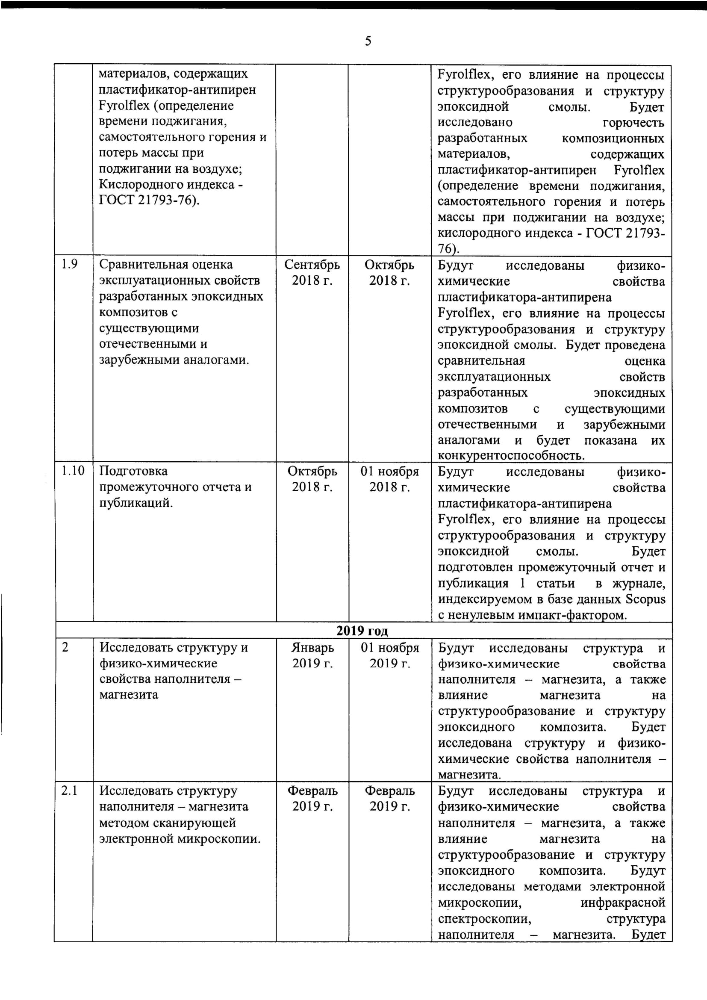 5
материалов, содержащих
пластификатор-антипирен
Fyrolflex (определение
времени поджигания,
самостоятельного горения и
потерь массы при
поджигании на воздухе;
Кислородного индекса -
ГОСТ 21793-76).
Fyrolflex, его влияние на процессы
структурообразования и структуру
эпоксидной смолы. Будет
исследовано горючесть
разработанных композиционных
материалов, содержащих
пластификатор-антипирен Fyrolflex
(определение времени поджигания,
самостоятельного горения и потерь
массы при поджигании на воздухе;
кислородного индекса - ГОСТ 21793-
76).
1.9
Сравнительная оценка
эксплуатационных свойств
разработанных эпоксидных
композитов с
существующими
отечественными и
зарубежными аналогами.
Сентябрь
2018 г.
Октябрь
2018 г.
Будут исследованы физико-
химические свойства
пластификатора-антипирена
Fyrolflex, его влияние на процессы
структурообразования и структуру
эпоксидной смолы. Будет проведена
сравнительная оценка
эксплуатационных свойств
разработанных эпоксидных
композитов с существующими
отечественными и зарубежными
аналогами и будет показана их
конкурентоспособность.
1.10
Подготовка
промежуточного отчета и
публикаций.
Октябрь
2018 г.
01 ноября
2018 г.
Будут исследованы физико-
химические свойства
пластификатора-антипирена
Fyrolflex, его влияние на процессы
структурообразования и структуру
эпоксидной смолы. Будет
подготовлен промежуточный отчет и
публикация 1 статьи в журнале,
индексируемом в базе данных Scopus
с ненулевым импакт-фактором.
2019 год
2
Исследовать структуру и
физико-химические
свойства наполнителя –
магнезита
Январь
2019 г.
01 ноября
2019 г.
Будут исследованы структура и
физико-химические свойства
наполнителя – магнезита, а также
влияние магнезита на
структурообразование и структуру
эпоксидного композита. Будет
исследована структуру и физико-
химические свойства наполнителя –
магнезита.
2.1
Исследовать структуру
наполнителя – магнезита
методом сканирующей
электронной микроскопии.
Февраль
2019 г.
Февраль
2019 г.
Будут исследованы структура и
физико-химические свойства
наполнителя – магнезита, а также
влияние магнезита на
структурообразование и структуру
эпоксидного композита. Будут
исследованы методами электронной
микроскопии, инфракрасной
спектроскопии, структура
наполнителя – магнезита. Будет